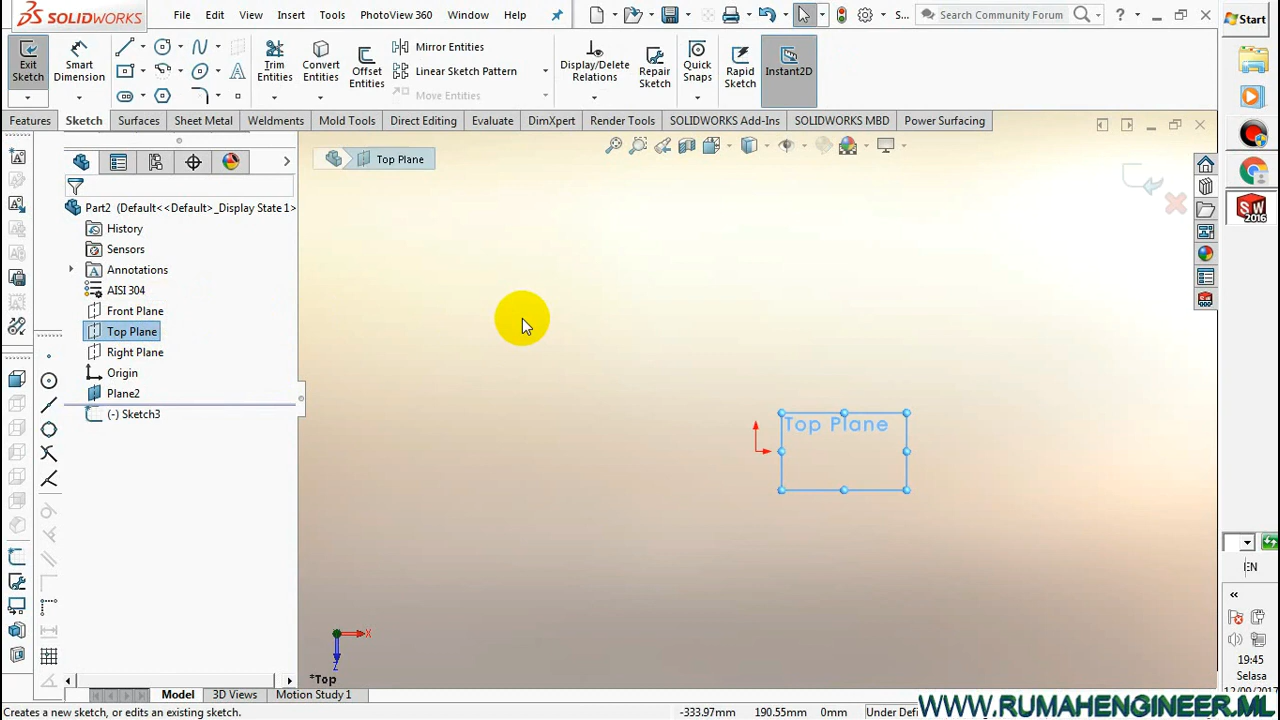 SOLIDWORKS
File Edit View Insert Tools PhotoView 360 Window Help
S... Search Community Forum ?
Start
Exit Sketch
Smart Dimension
Trim Entities
Convert Entities
Offset Entities
Mirror Entities
Linear Sketch Pattern
Move Entities
Display/Delete Relations
Repair Sketch
Quick Snaps
Rapid Sketch
Instant2D
Features Sketch Surfaces Sheet Metal Weldments Mold Tools Direct Editing Evaluate DimXpert Render Tools SOLIDWORKS Add-Ins SOLIDWORKS MBD Power Surfacing
Top Plane
Part2 (Default<<Default>_Display State 1>
History
Sensors
Annotations
AISI 304
Front Plane
Top Plane
Right Plane
Origin
Plane2
(-) Sketch3
Top Plane
SW
2016
X
Z
*Top
EN
19:45
Selasa
12/09/2017
Model 3D Views Motion Study 1
Creates a new sketch, or edits an existing sketch.
-333.97mm 190.55mm 0mm Under Defi
WWW.RUMAHENGINEER.ML